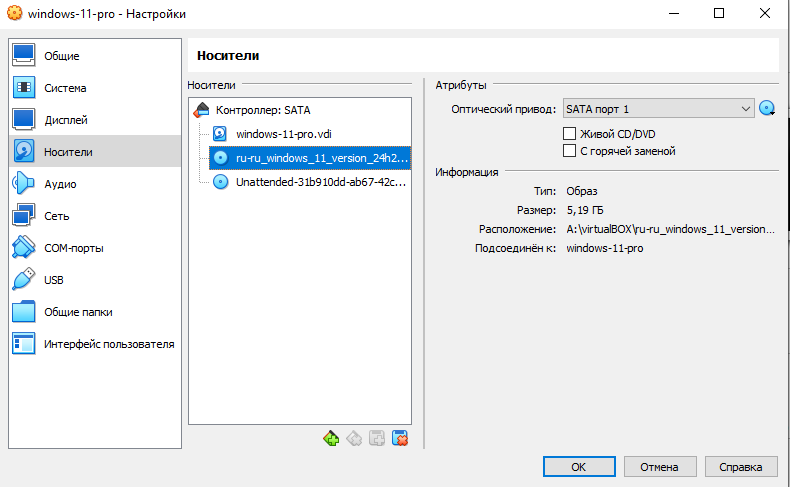 windows-11-pro - Настройки
Общие
Система
Дисплей
Носители
Аудио
Сеть
COM-порты
USB
Общие папки
Интерфейс пользователя
Носители
Носители
Контроллер: SATA
windows-11-pro.vdi
ru-ru_windows_11_version_24h2...
Unattended-31b910dd-ab67-42c...
Атрибуты
Оптический привод: SATA порт 1
Живой CD/DVD
С горячей заменой
Информация
Тип: Образ
Размер: 5,19 ГБ
Расположение: A:\virtualBOX\ru-ru_windows_11_version...
Подсоединён к: windows-11-pro
OK
Отмена
Справка